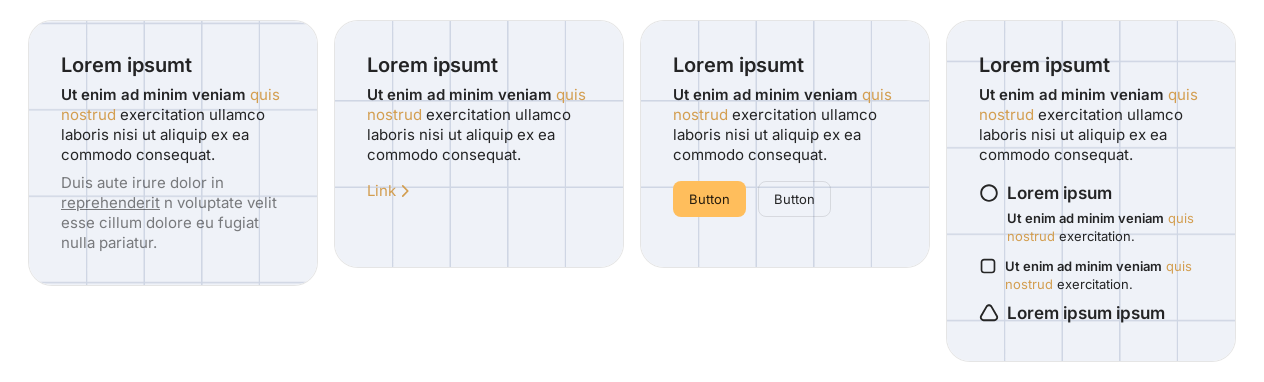 Lorem ipsumt
Ut enim ad minim veniam quis
nostrud exercitation ullamco
laboris nisi ut aliquip ex ea
commodo consequat.
Duis aute irure dolor in
reprehenderit n voluptate velit
esse cillum dolore eu fugiat
nulla pariatur.
Lorem ipsumt
Ut enim ad minim veniam quis
nostrud exercitation ullamco
laboris nisi ut aliquip ex ea
commodo consequat.
Link
Lorem ipsumt
Ut enim ad minim veniam quis
nostrud exercitation ullamco
laboris nisi ut aliquip ex ea
commodo consequat.
Button Button
Lorem ipsumt
Ut enim ad minim veniam quis
nostrud exercitation ullamco
laboris nisi ut aliquip ex ea
commodo consequat.
Lorem ipsum
Ut enim ad minim veniam quis
nostrud exercitation.
Ut enim ad minim veniam quis
nostrud exercitation.
Lorem ipsum ipsum